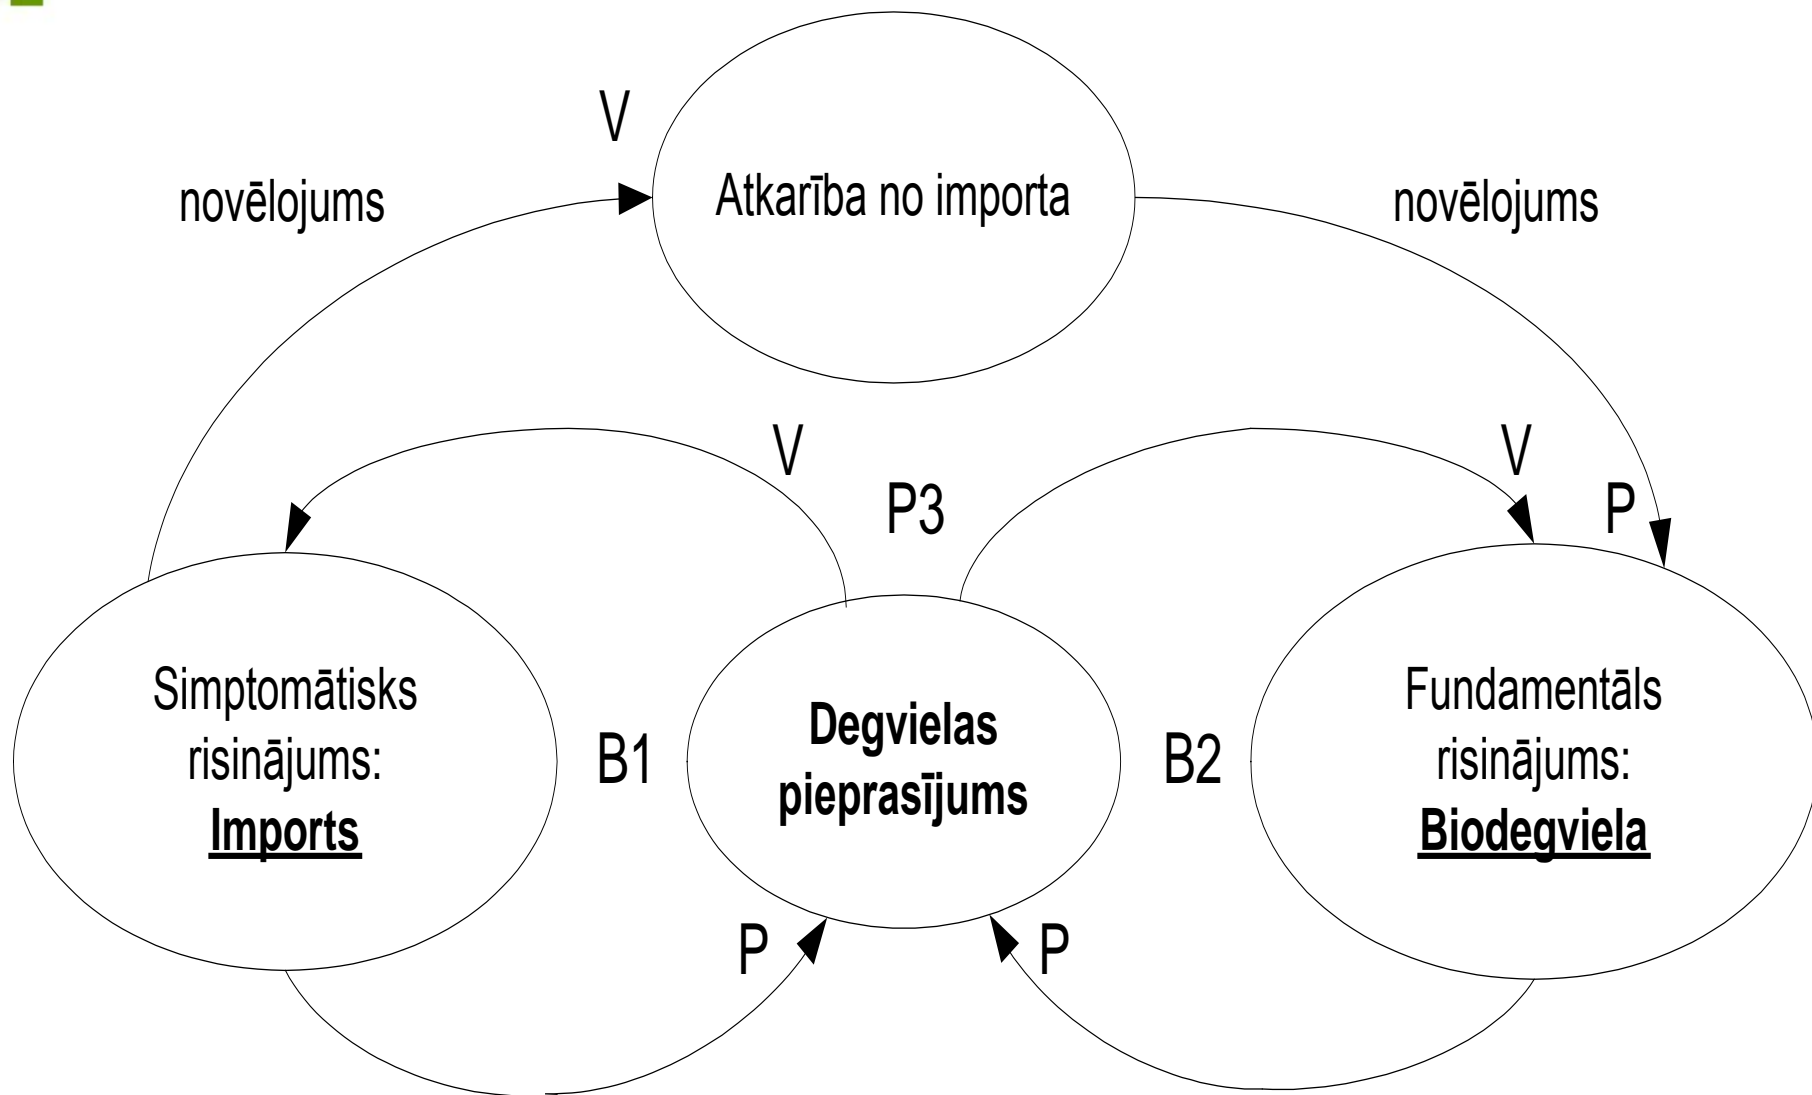 V
novēlojums
Atkarība no importa
novēlojums
V
V
P3
P
Simptomātisks
risinājums:
Imports
B1
Degvielas
pieprasījums
B2
Fundamentāls
risinājums:
Biodegviela
P
P